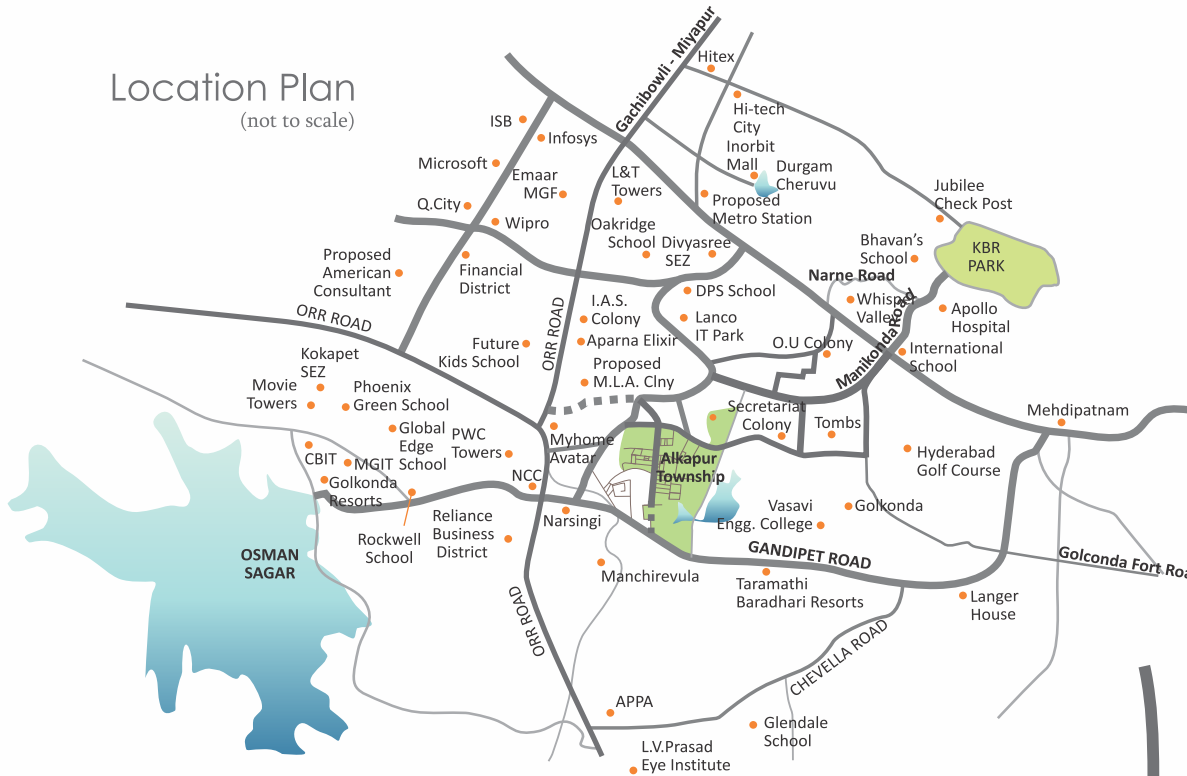 Location Plan
(not to scale)
Gachibowli - Miyapur
Hitex
Hi-tech
City
Inorbit
Mall
Durgam
Cheruvu
ISB
Infosys
Microsoft
Emaar
MGF
L&T
Towers
Q.City
Wipro
Proposed
Metro Station
Jubilee
Check Post
Oakridge
School
Divyasree
SEZ
Bhavan's
School
KBR
PARK
Proposed
American
Consultant
Financial
District
Narne Road
DPS School
Whisper
Valley
Manikonda Road
Apollo
Hospital
ORR ROAD
ORR ROAD
I.A.S.
Colony
Lanco
IT Park
Future
Kids School
Aparna Elixir
O.U Colony
International
School
Kokapet
SEZ
Proposed
M.L.A. Clny
Movie
Towers
Phoenix
Green School
Secretariat
Colony
Tombs
Mehdipatnam
Global
Edge
School
PWC
Towers
Myhome
Avatar
CBIT
MGIT
Golkonda
Resorts
NCC
Alkapur
Township
Hyderabad
Golf Course
Rockwell
School
Reliance
Business
District
Narsingi
Vasavi
Engg. College
Golkonda
OSMAN
SAGAR
GANDIPET ROAD
Golconda Fort Roa
Manchirevula
Taramathi
Baradhari Resorts
Langer
House
ORR ROAD
CHEVELLA ROAD
APPA
Glendale
School
L.V.Prasad
Eye Institute